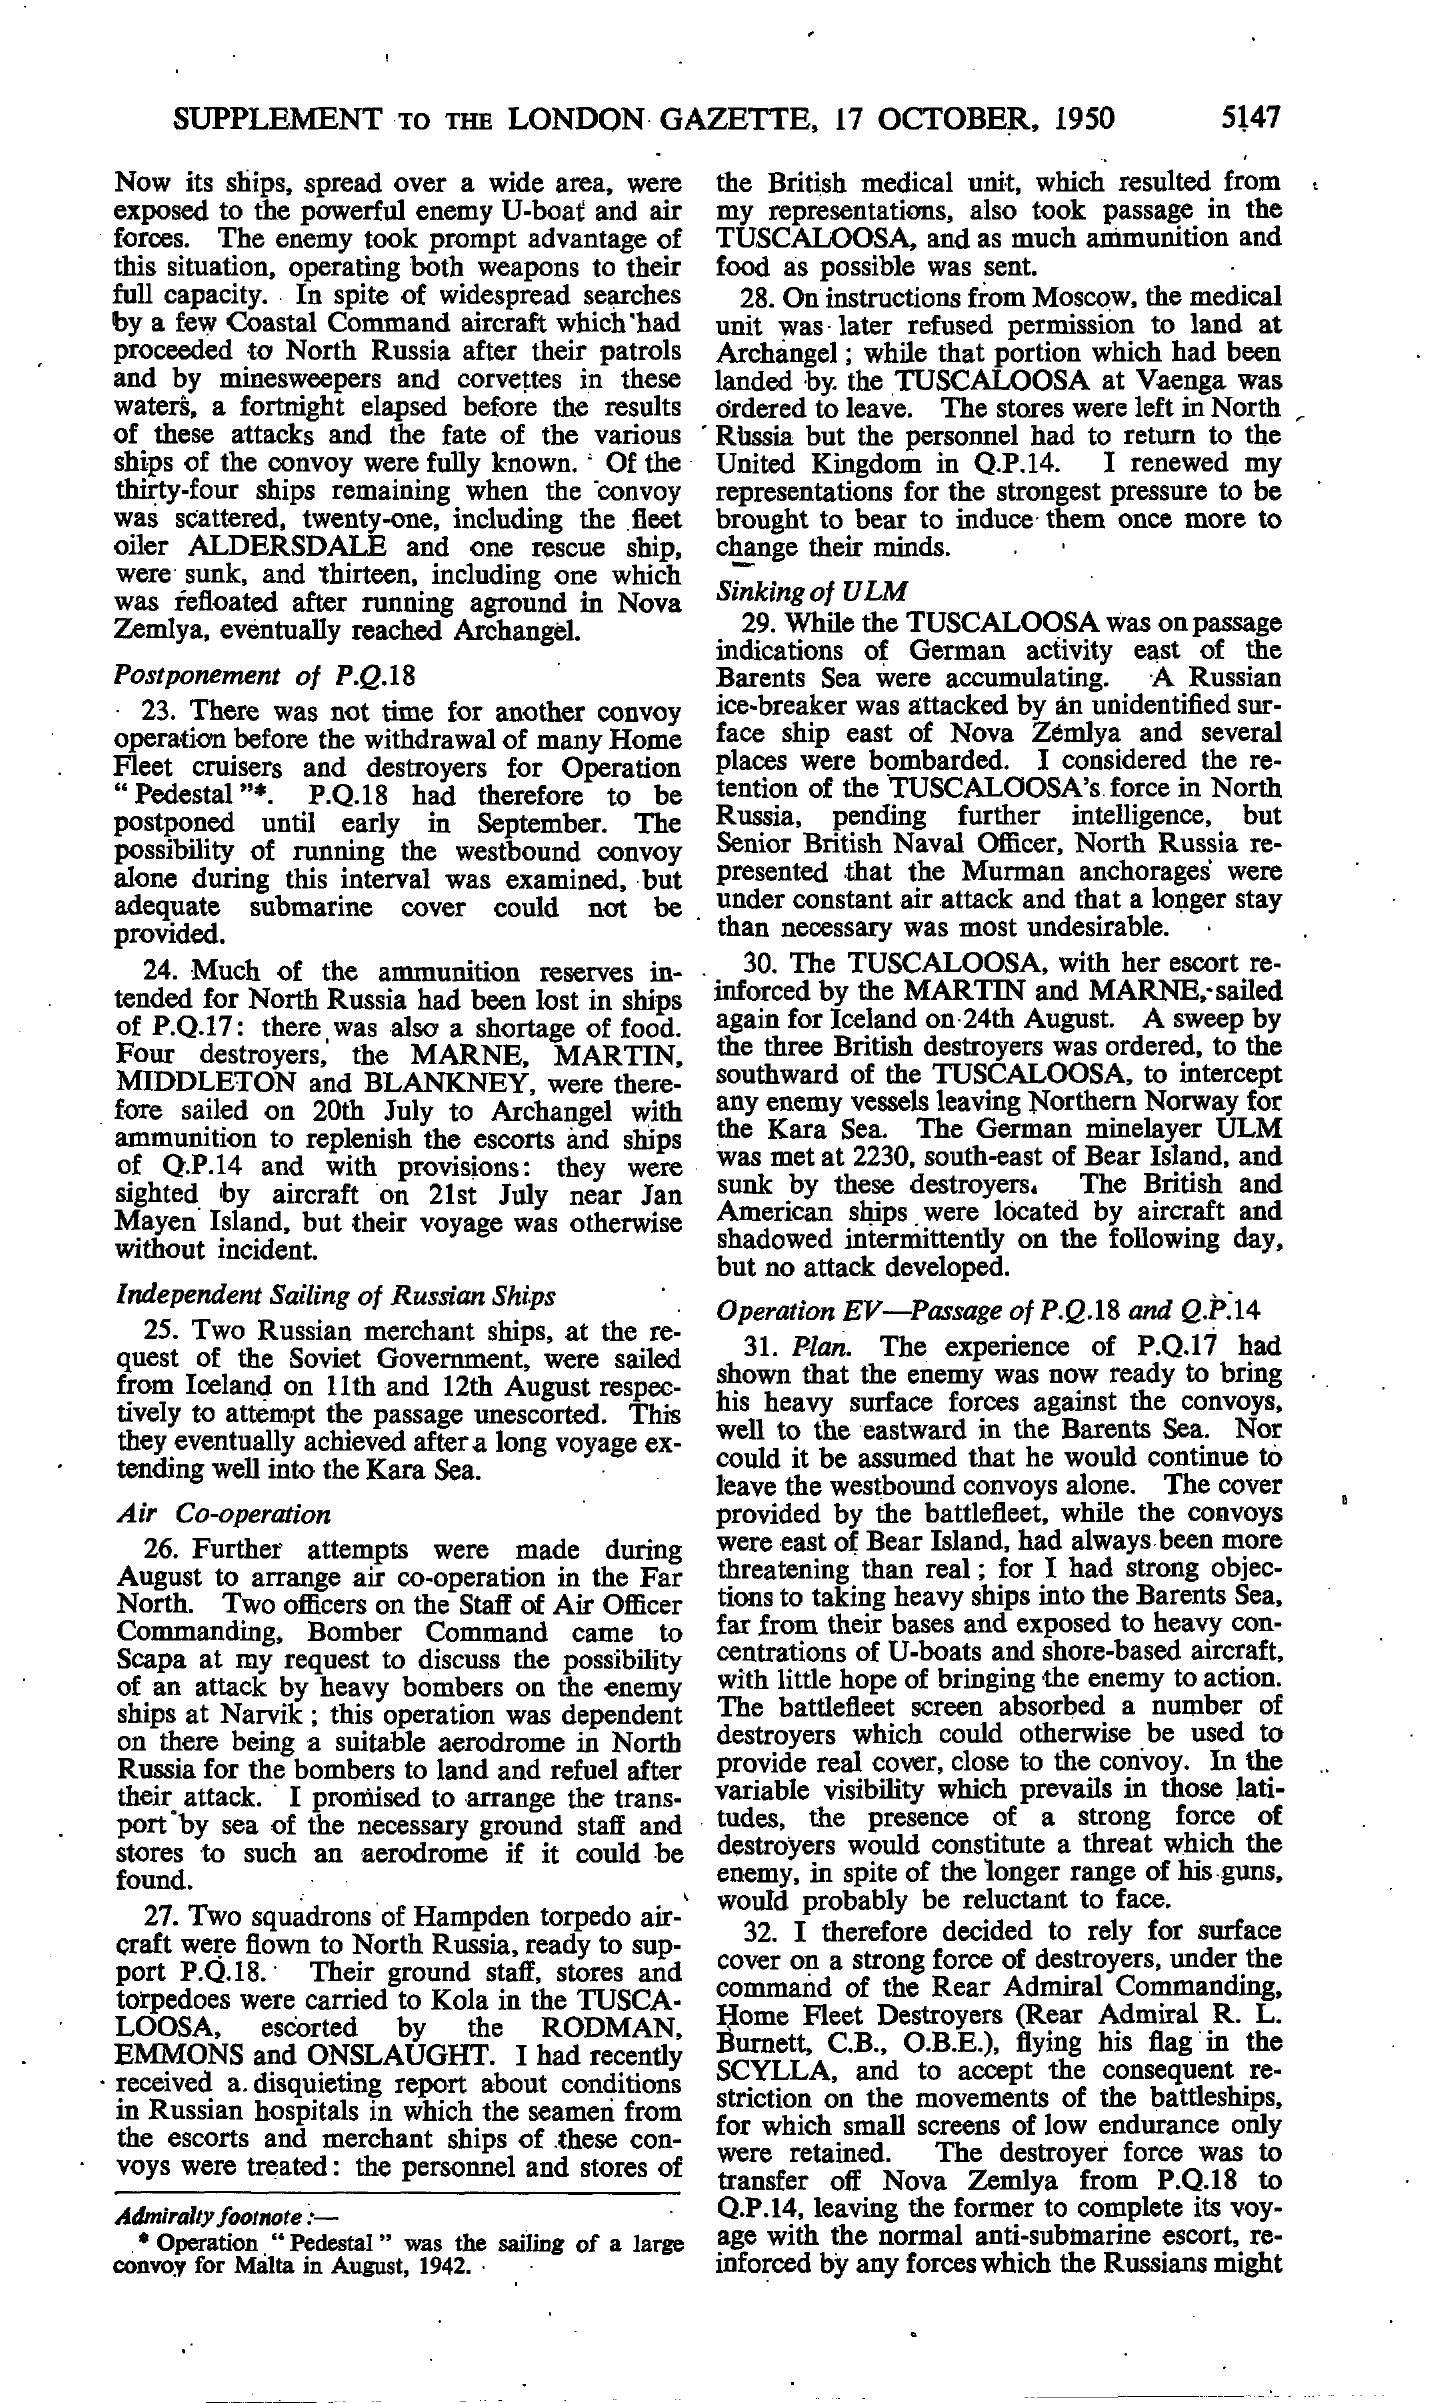 SUPPLEMENT TO THE LONDON GAZETTE, 17 OCTOBER, 1950 5147
Now its ships, spread over a wide area, were
exposed to the powerful enemy U-boat and air
forces. The enemy took prompt advantage of
this situation, operating both weapons to their
full capacity. In spite of widespread searches
by a few Coastal Command aircraft which had
proceeded to North Russia after their patrols
and by minesweepers and corvettes in these
waters, a fortnight elapsed before the results
of these attacks and the fate of the various
ships of the convoy were fully known. Of the
thirty-four ships remaining when the convoy
was scattered, twenty-one, including the fleet
oiler ALDERSDALE and one rescue ship,
were sunk, and thirteen, including one which
was refloated after running aground in Nova
Zemlya, eventually reached Archangel.
Postponement of P.Q.18
23. There was not time for another convoy
operation before the withdrawal of many Home
Fleet cruisers and destroyers for Operation
"Pedestal"*. P.Q.18 had therefore to be
postponed until early in September. The
possibility of running the westbound convoy
alone during this interval was examined, but
adequate submarine cover could not be
provided.
24. Much of the ammunition reserves in-
tended for North Russia had been lost in ships
of P.Q.17: there was also a shortage of food.
Four destroyers, the MARNE, MARTIN,
MIDDLETON and BLANKNEY, were there-
fore sailed on 20th July to Archangel with
ammunition to replenish the escorts and ships
of Q.P.14 and with provisions: they were
sighted by aircraft on 21st July near Jan
Mayen Island, but their voyage was otherwise
without incident.
Independent Sailing of Russian Ships
25. Two Russian merchant ships, at the re-
quest of the Soviet Government, were sailed
from Iceland on 11th and 12th August respec-
tively to attempt the passage unescorted. This
they eventually achieved after a long voyage ex-
tending well into the Kara Sea.
Air Co-operation
26. Further attempts were made during
August to arrange air co-operation in the Far
North. Two officers on the Staff of Air Officer
Commanding, Bomber Command came to
Scapa at my request to discuss the possibility
of an attack by heavy bombers on the enemy
ships at Narvik; this operation was dependent
on there being a suitable aerodrome in North
Russia for the bombers to land and refuel after
their attack. I promised to arrange the trans-
port by sea of the necessary ground staff and
stores to such an aerodrome if it could be
found.
27. Two squadrons of Hampden torpedo air-
craft were flown to North Russia, ready to sup-
port P.Q.18. Their ground staff, stores and
torpedoes were carried to Kola in the TUSCA-
LOOSA, escorted by the RODMAN,
EMMONS and ONSLAUGHT. I had recently
received a disquieting report about conditions
in Russian hospitals in which the seamen from
the escorts and merchant ships of these con-
voys were treated: the personnel and stores of
Admiralty footnote:—
* Operation "Pedestal" was the sailing of a large
convoy for Malta in August, 1942.
the British medical unit, which resulted from
my representations, also took passage in the
TUSCALOOSA, and as much ammunition and
food as possible was sent.
28. On instructions from Moscow, the medical
unit was later refused permission to land at
Archangel; while that portion which had been
landed by the TUSCALOOSA at Vaenga was
ordered to leave. The stores were left in North
Russia but the personnel had to return to the
United Kingdom in Q.P.14. I renewed my
representations for the strongest pressure to be
brought to bear to induce them once more to
change their minds.
Sinking of ULM
29. While the TUSCALOOSA was on passage
indications of German activity east of the
Barents Sea were accumulating. A Russian
ice-breaker was attacked by an unidentified sur-
face ship east of Nova Zemlya and several
places were bombarded. I considered the re-
tention of the TUSCALOOSA's force in North
Russia, pending further intelligence, but
Senior British Naval Officer, North Russia re-
presented that the Murman anchorages were
under constant air attack and that a longer stay
than necessary was most undesirable.
30. The TUSCALOOSA, with her escort re-
inforced by the MARTIN and MARNE, sailed
again for Iceland on 24th August. A sweep by
the three British destroyers was ordered, to the
southward of the TUSCALOOSA, to intercept
any enemy vessels leaving Northern Norway for
the Kara Sea. The German minelayer ULM
was met at 2230, south-east of Bear Island, and
sunk by these destroyers. The British and
American ships were located by aircraft and
shadowed intermittently on the following day,
but no attack developed.
Operation EV—Passage of P.Q.18 and Q.P.14
31. Plan. The experience of P.Q.17 had
shown that the enemy was now ready to bring
his heavy surface forces against the convoys,
well to the eastward in the Barents Sea. Nor
could it be assumed that he would continue to
leave the westbound convoys alone. The cover
provided by the battlefleet, while the convoys
were east of Bear Island, had always been more
threatening than real; for I had strong objec-
tions to taking heavy ships into the Barents Sea,
far from their bases and exposed to heavy con-
centrations of U-boats and shore-based aircraft,
with little hope of bringing the enemy to action.
The battlefleet screen absorbed a number of
destroyers which could otherwise be used to
provide real cover, close to the convoy. In the
variable visibility which prevails in those lati-
tudes, the presence of a strong force of
destroyers would constitute a threat which the
enemy, in spite of the longer range of his guns,
would probably be reluctant to face.
32. I therefore decided to rely for surface
cover on a strong force of destroyers, under the
command of the Rear Admiral Commanding,
Home Fleet Destroyers (Rear Admiral R. L.
Burnett, C.B., O.B.E.), flying his flag in the
SCYLLA, and to accept the consequent re-
striction on the movements of the battleships,
for which small screens of low endurance only
were retained. The destroyer force was to
transfer off Nova Zemlya from P.Q.18 to
Q.P.14, leaving the former to complete its voy-
age with the normal anti-submarine escort, re-
inforced by any forces which the Russians might